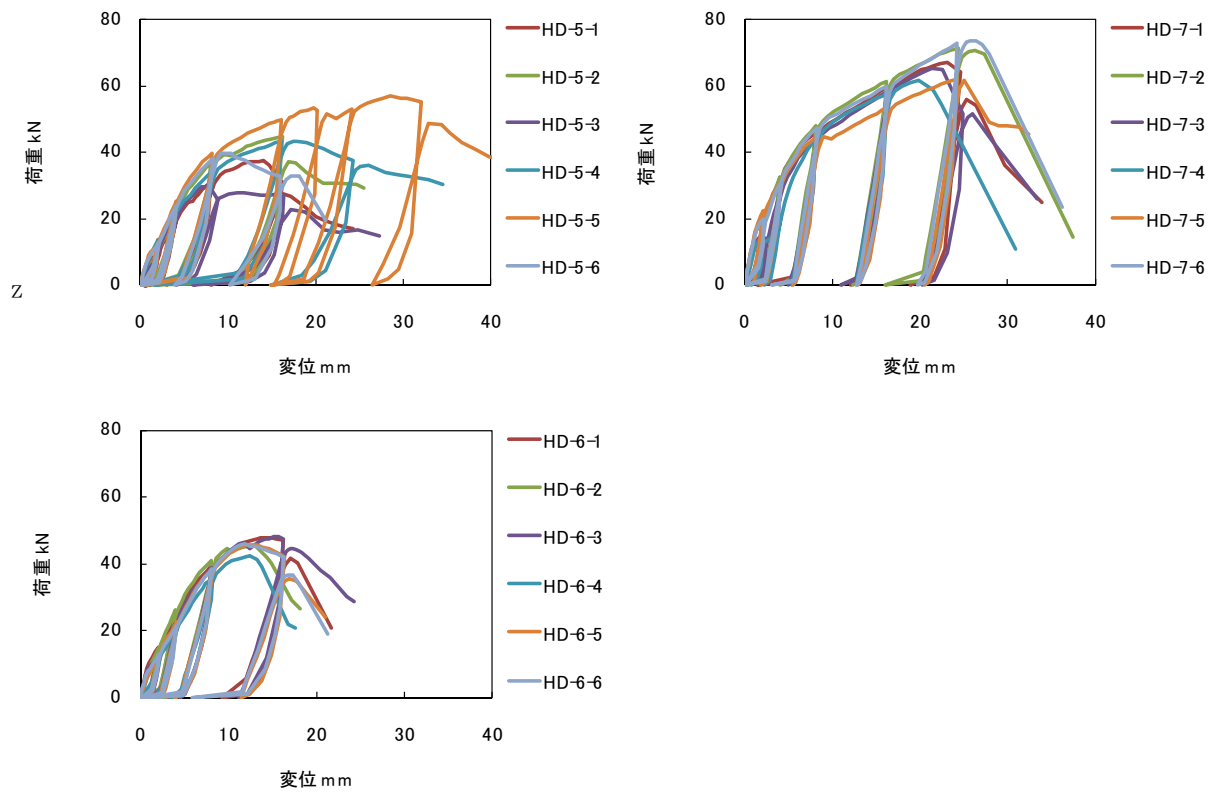 80
60
40
20
0
荷重 kN
0 10 20 30 40
変位 mm
HD-5-1
HD-5-2
HD-5-3
HD-5-4
HD-5-5
HD-5-6
Z
80
60
40
20
0
荷重 kN
0 10 20 30 40
変位 mm
HD-7-1
HD-7-2
HD-7-3
HD-7-4
HD-7-5
HD-7-6
80
60
40
20
0
荷重 kN
0 10 20 30 40
変位 mm
HD-6-1
HD-6-2
HD-6-3
HD-6-4
HD-6-5
HD-6-6